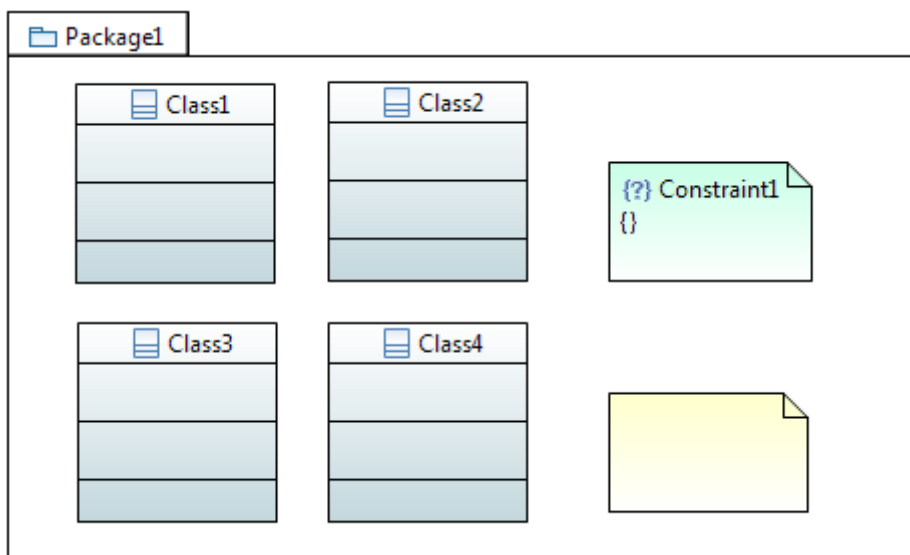 Package1
Class1
Class2
{?} Constraint1
{}
Class3
Class4